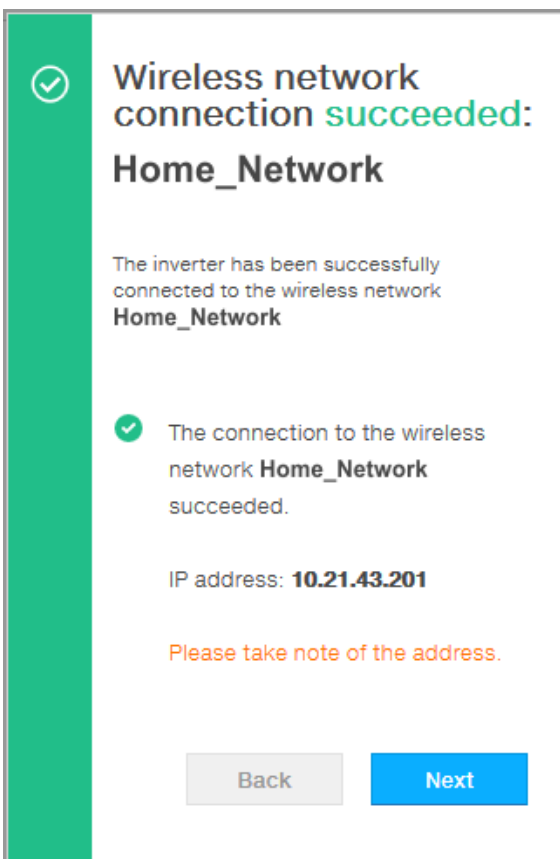 Wireless network
connection succeeded:
Home_Network
The inverter has been successfully
connected to the wireless network
Home_Network
The connection to the wireless
network Home_Network
succeeded.
IP address: 10.21.43.201
Please take note of the address.
Back
Next